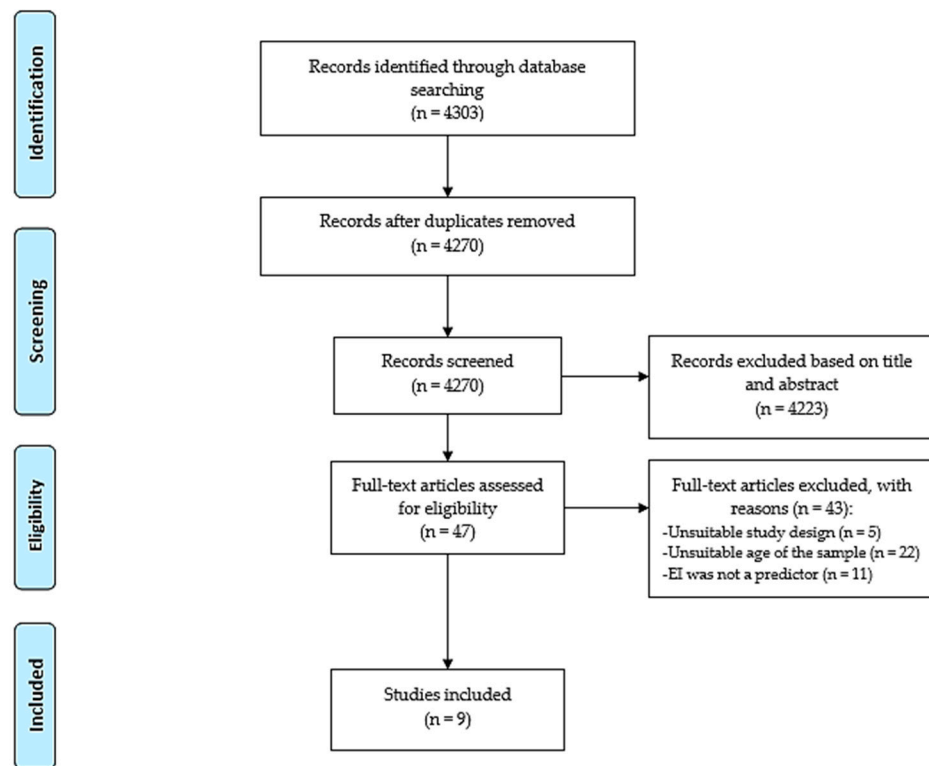 Identification
Records identified through database
searching
(n = 4303)
Records after duplicates removed
(n = 4270)
Screening
Records screened
(n = 4270)
Records excluded based on title
and abstract
(n = 4223)
Eligibility
Full-text articles assessed
for eligibility
(n = 47)
Full-text articles excluded, with
reasons (n = 43):
-Unsuitable study design (n = 5)
-Unsuitable age of the sample (n = 22)
-EI was not a predictor (n = 11)
Included
Studies included
(n = 9)